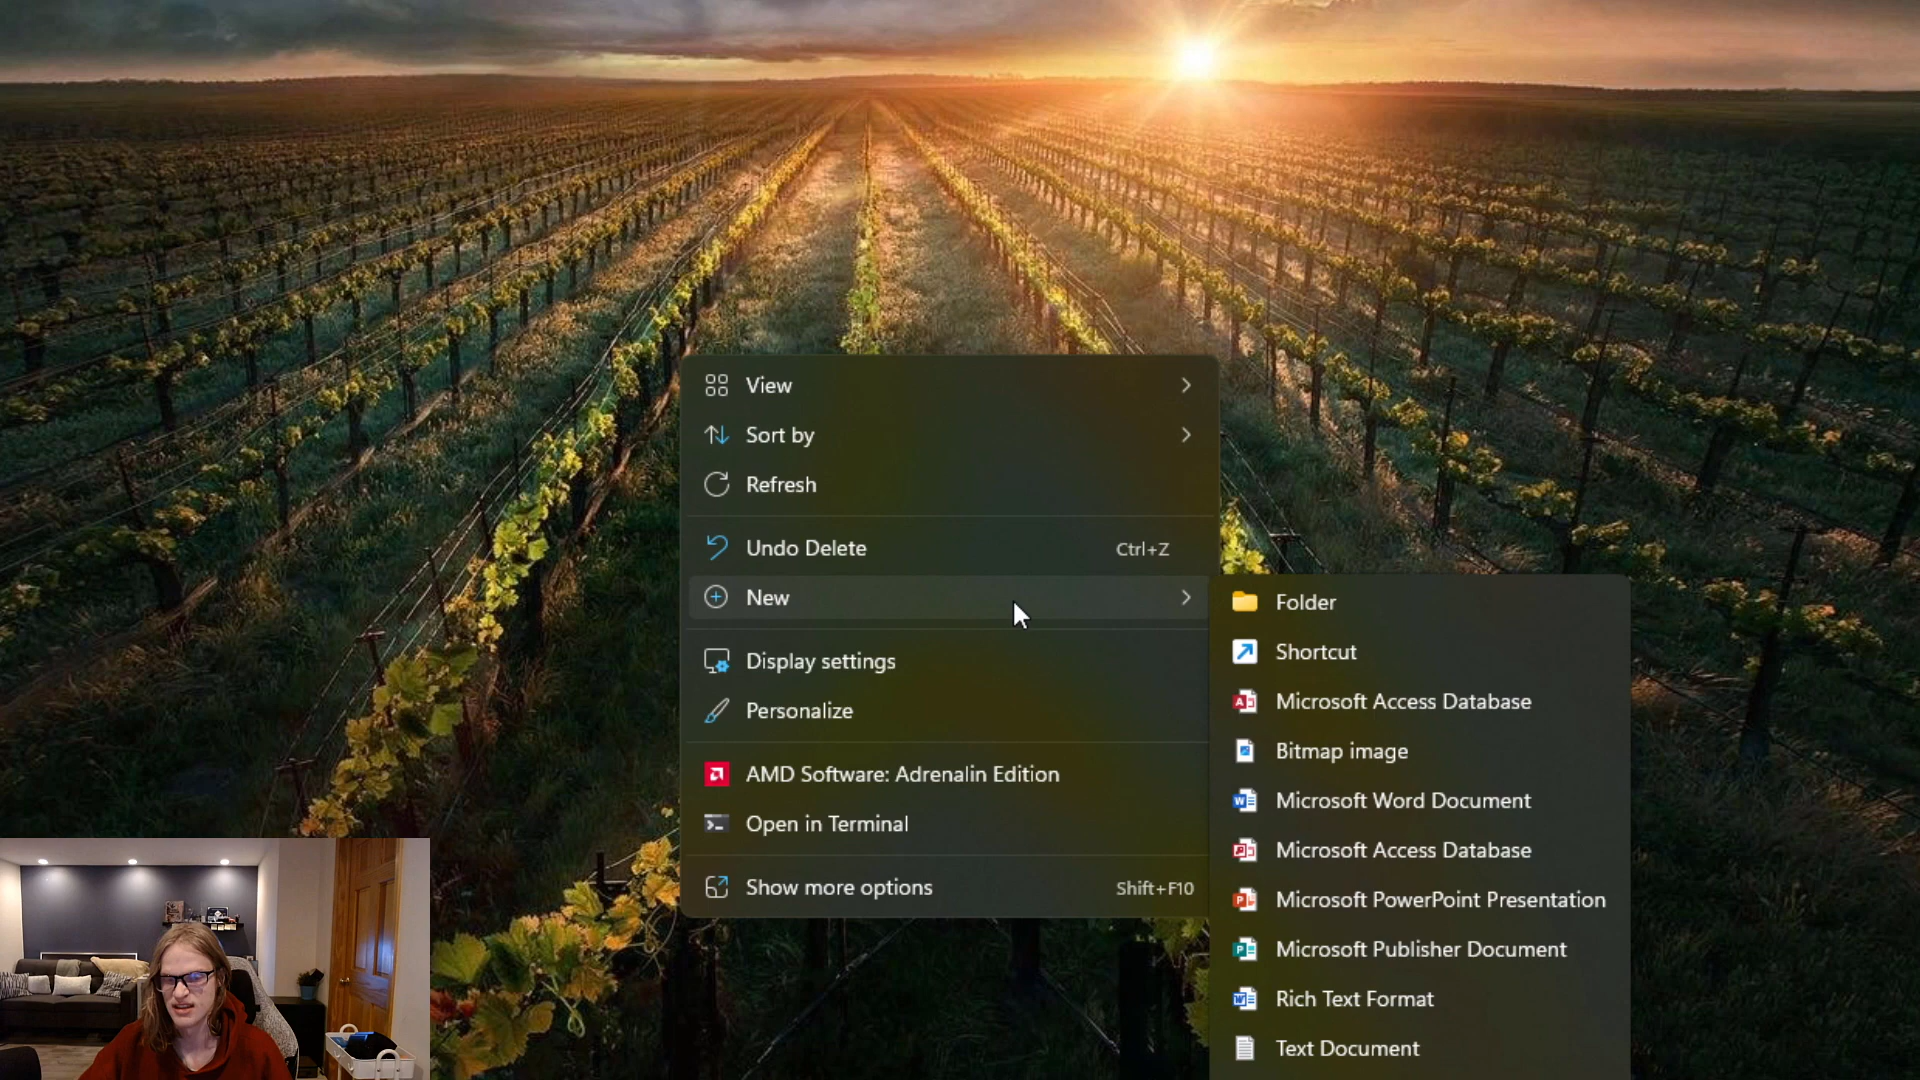 View
Sort by
Refresh
Undo Delete Ctrl+Z
New
Display settings
Personalize
AMD Software: Adrenalin Edition
Open in Terminal
Show more options Shift+F10
Folder
Shortcut
Microsoft Access Database
Bitmap image
Microsoft Word Document
Microsoft Access Database
Microsoft PowerPoint Presentation
Microsoft Publisher Document
Rich Text Format
Text Document